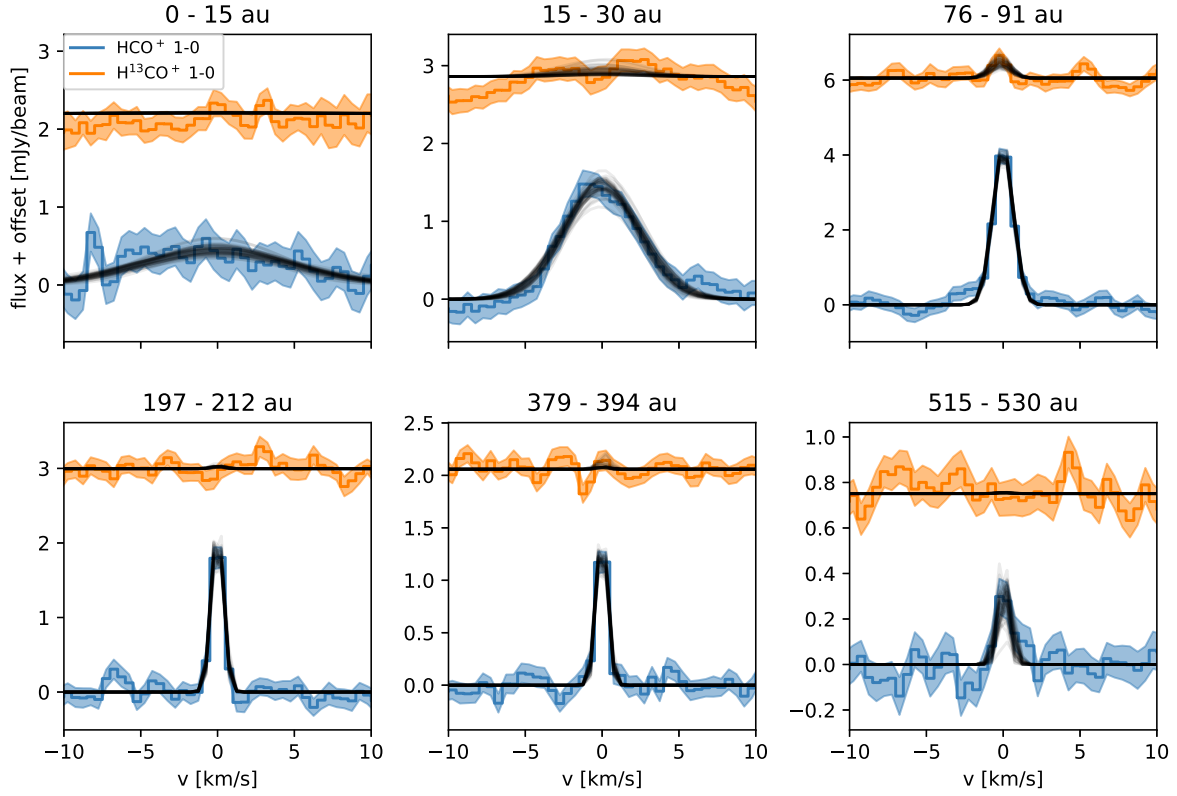 0 - 15 au
15 - 30 au
76 - 91 au
HCO⁺ 1-0
H¹³CO⁺ 1-0
flux + offset [mJy/beam]
3
2
1
0
3
2
1
0
6
4
2
0
197 - 212 au
379 - 394 au
515 - 530 au
3
2
1
0
2.5
2.0
1.5
1.0
0.5
0.0
1.0
0.8
0.6
0.4
0.2
0.0
−0.2
−10 −5 0 5 10
−10 −5 0 5 10
−10 −5 0 5 10
v [km/s]
v [km/s]
v [km/s]